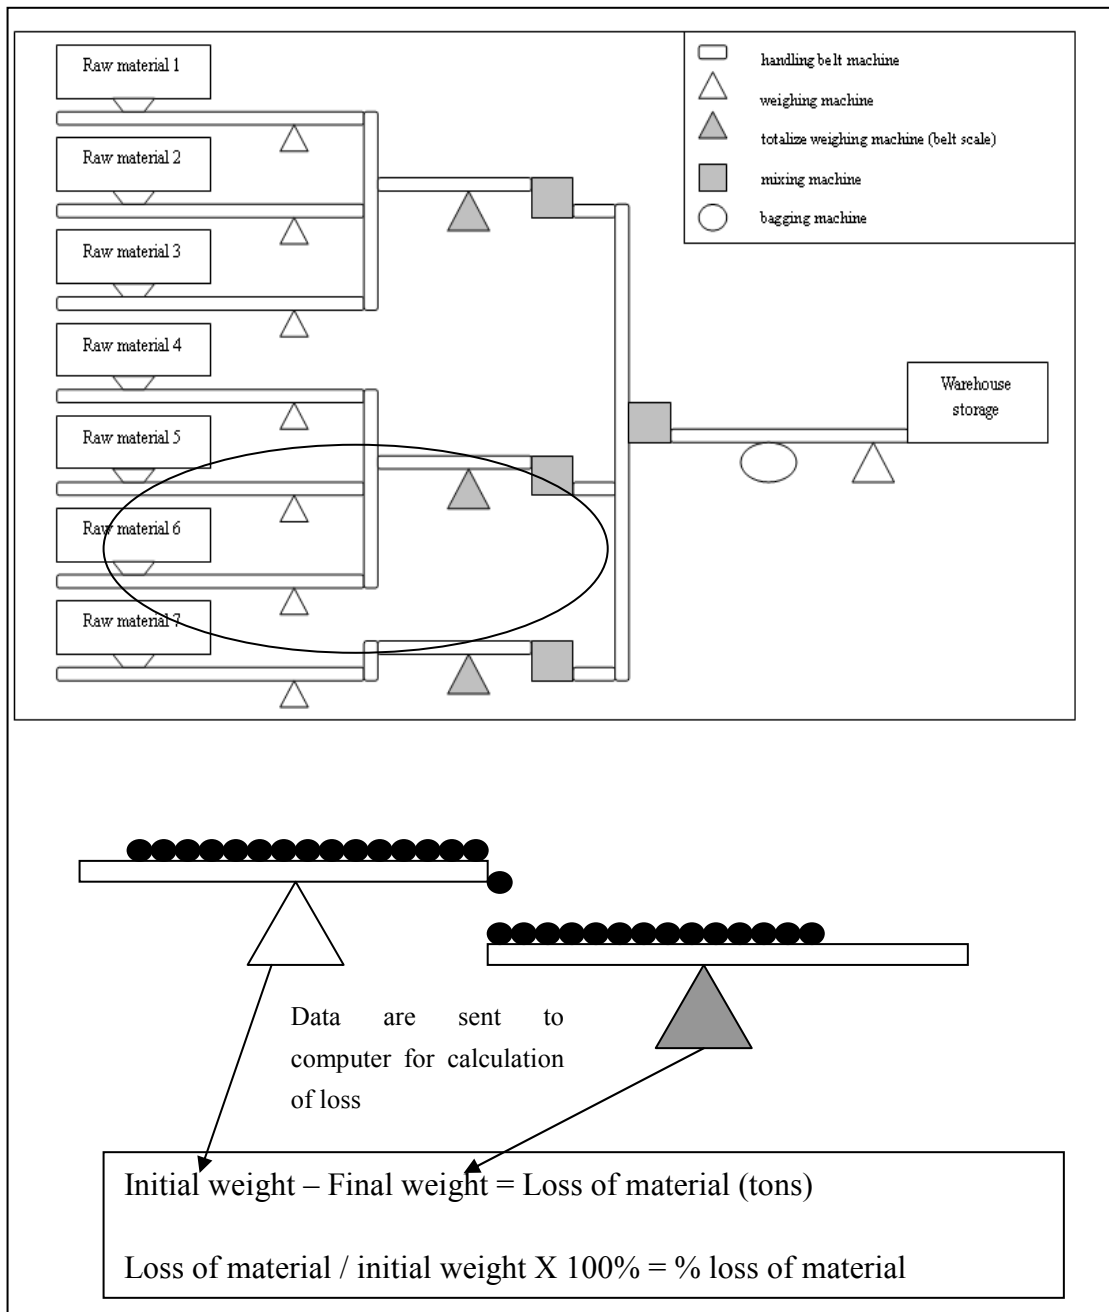 Raw material 1
Raw material 2
Raw material 3
Raw material 4
Raw material 5
Raw material 6
Raw material 7
handling belt machine
weighing machine
totalize weighing machine (belt scale)
mixing machine
bagging machine
Warehouse
storage
Data are sent to
computer for calculation
of loss
Initial weight – Final weight = Loss of material (tons)
Loss of material / initial weight X 100% = % loss of material